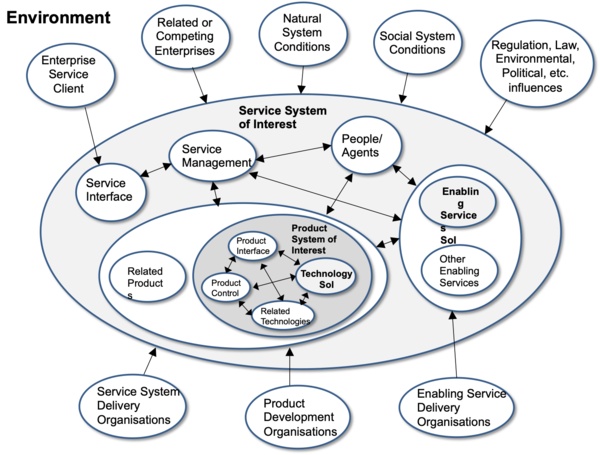 Environment
Related or
Competing
Enterprises
Natural
System
Conditions
Social System
Conditions
Regulation, Law,
Environmental,
Political, etc.
influences
Enterprise
Service
Client
Service System
of Interest
Service
Management
People/
Agents
Service
Interface
Enablin
g
Service
s
SoI
Other
Enabling
Services
Product
System of
Interest
Product
Interface
Technology
SoI
Product
Control
Related
Technologies
Related
Product
s
Service System
Delivery
Organisations
Product
Development
Organisations
Enabling Service
Delivery
Organisations